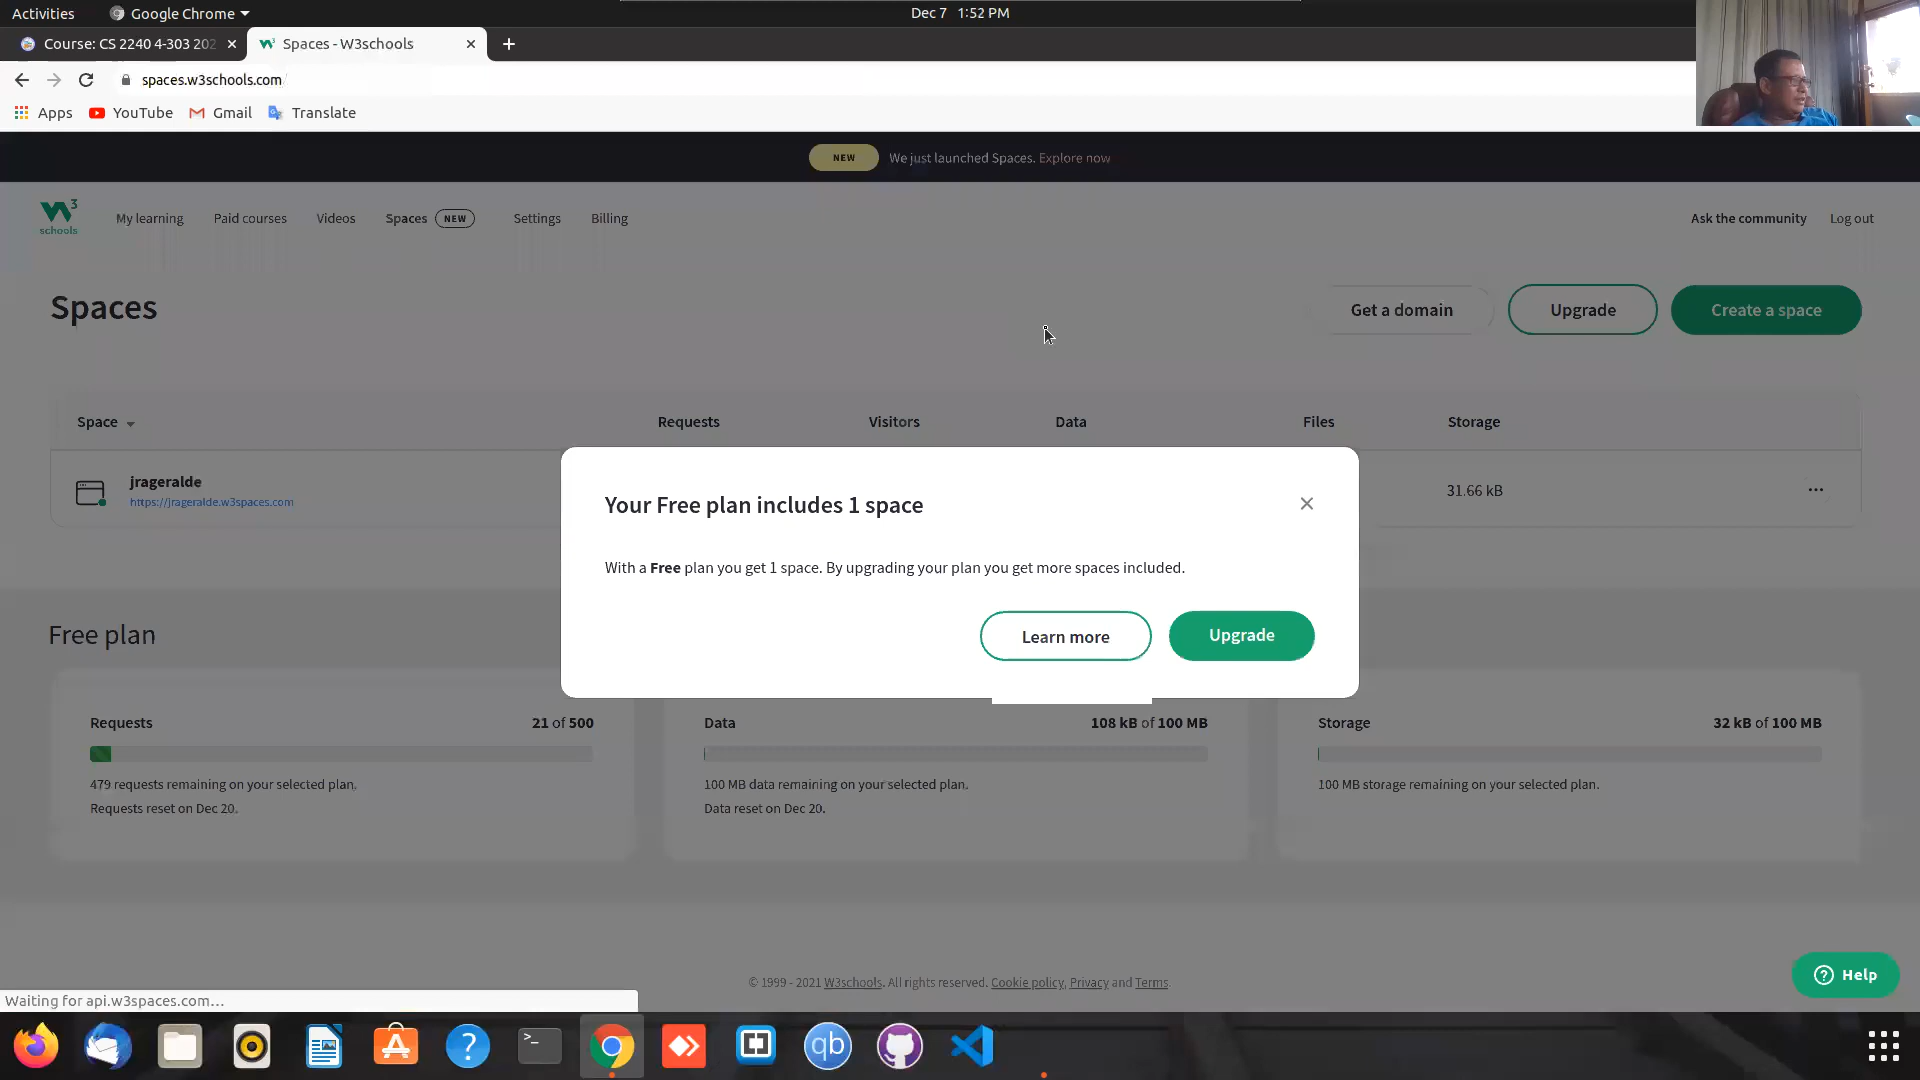 Activities
Google Chrome
Dec 7 1:52 PM
Course: CS 2240 4-303 202
Spaces - W3schools
spaces.w3schools.com
Apps
YouTube
Gmail
Translate
NEW
We just launched Spaces. Explore now
W3
schools
My learning
Paid courses
Videos
Spaces
NEW
Settings
Billing
Ask the community
Log out
Spaces
Get a domain
Upgrade
Create a space
Space
Requests
Visitors
Data
Files
Storage
jrageralde
https://jrageralde.w3spaces.com
31.66 kB
Your Free plan includes 1 space
With a Free plan you get 1 space. By upgrading your plan you get more spaces included.
Learn more
Upgrade
Free plan
Requests
21 of 500
479 requests remaining on your selected plan.
Requests reset on Dec 20.
Data
108 kB of 100 MB
100 MB data remaining on your selected plan.
Data reset on Dec 20.
Storage
32 kB of 100 MB
100 MB storage remaining on your selected plan.
© 1999 - 2021 W3schools. All rights reserved. Cookie policy, Privacy and Terms.
Help
Waiting for api.w3spaces.com...
qb